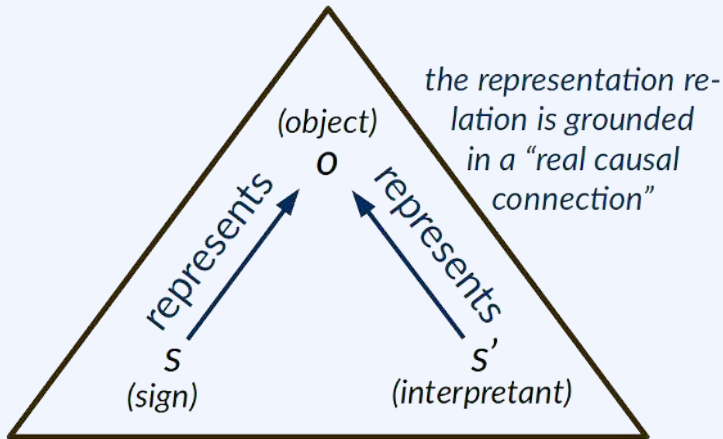 the representation re-
lation is grounded
in a “real causal
connection”
(object)
o
represents
represents
s
s’
(sign)
(interpretant)